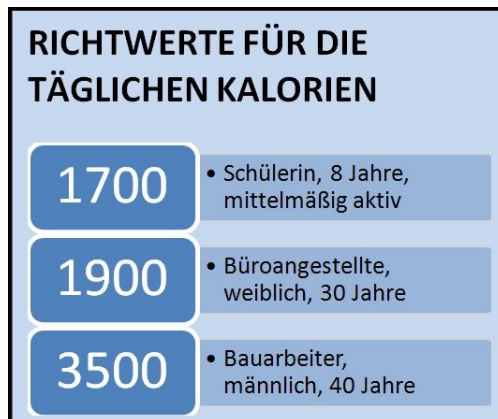 RICHTWERTE FÜR DIE
TÄGLICHEN KALORIEN
1700
• Schülerin, 8 Jahre,
mittelmäßig aktiv
1900
• Büroangestellte,
weiblich, 30 Jahre
3500
• Bauarbeiter,
männlich, 40 Jahre